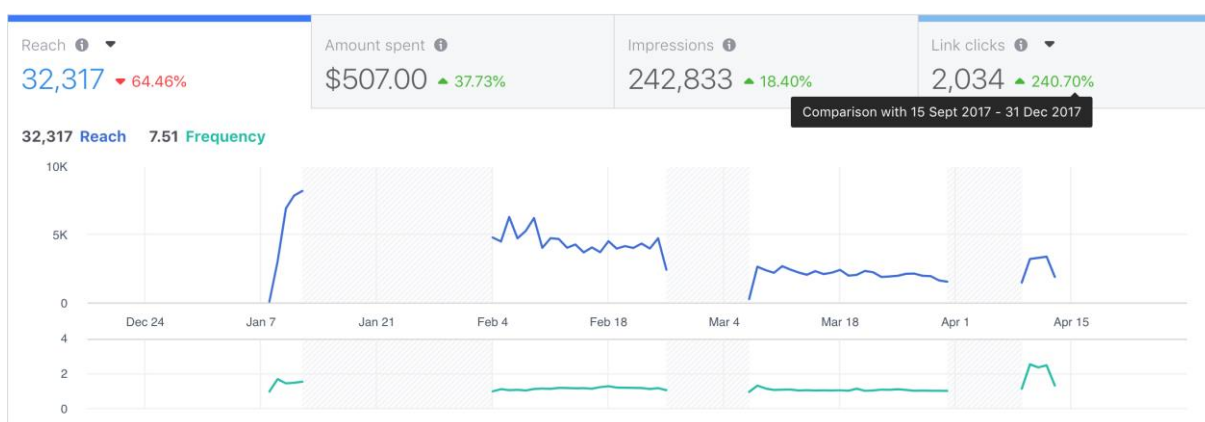 Reach Amount spent Impressions Link clicks
32,317 64.46% $507.00 37.73% 242,833 18.40% 2,034 240.70%
Comparison with 15 Sept 2017 - 31 Dec 2017
32,317 Reach 7.51 Frequency
10K
5K
0
Dec 24 Jan 7 Jan 21 Feb 4 Feb 18 Mar 4 Mar 18 Apr 1 Apr 15
4
2
0